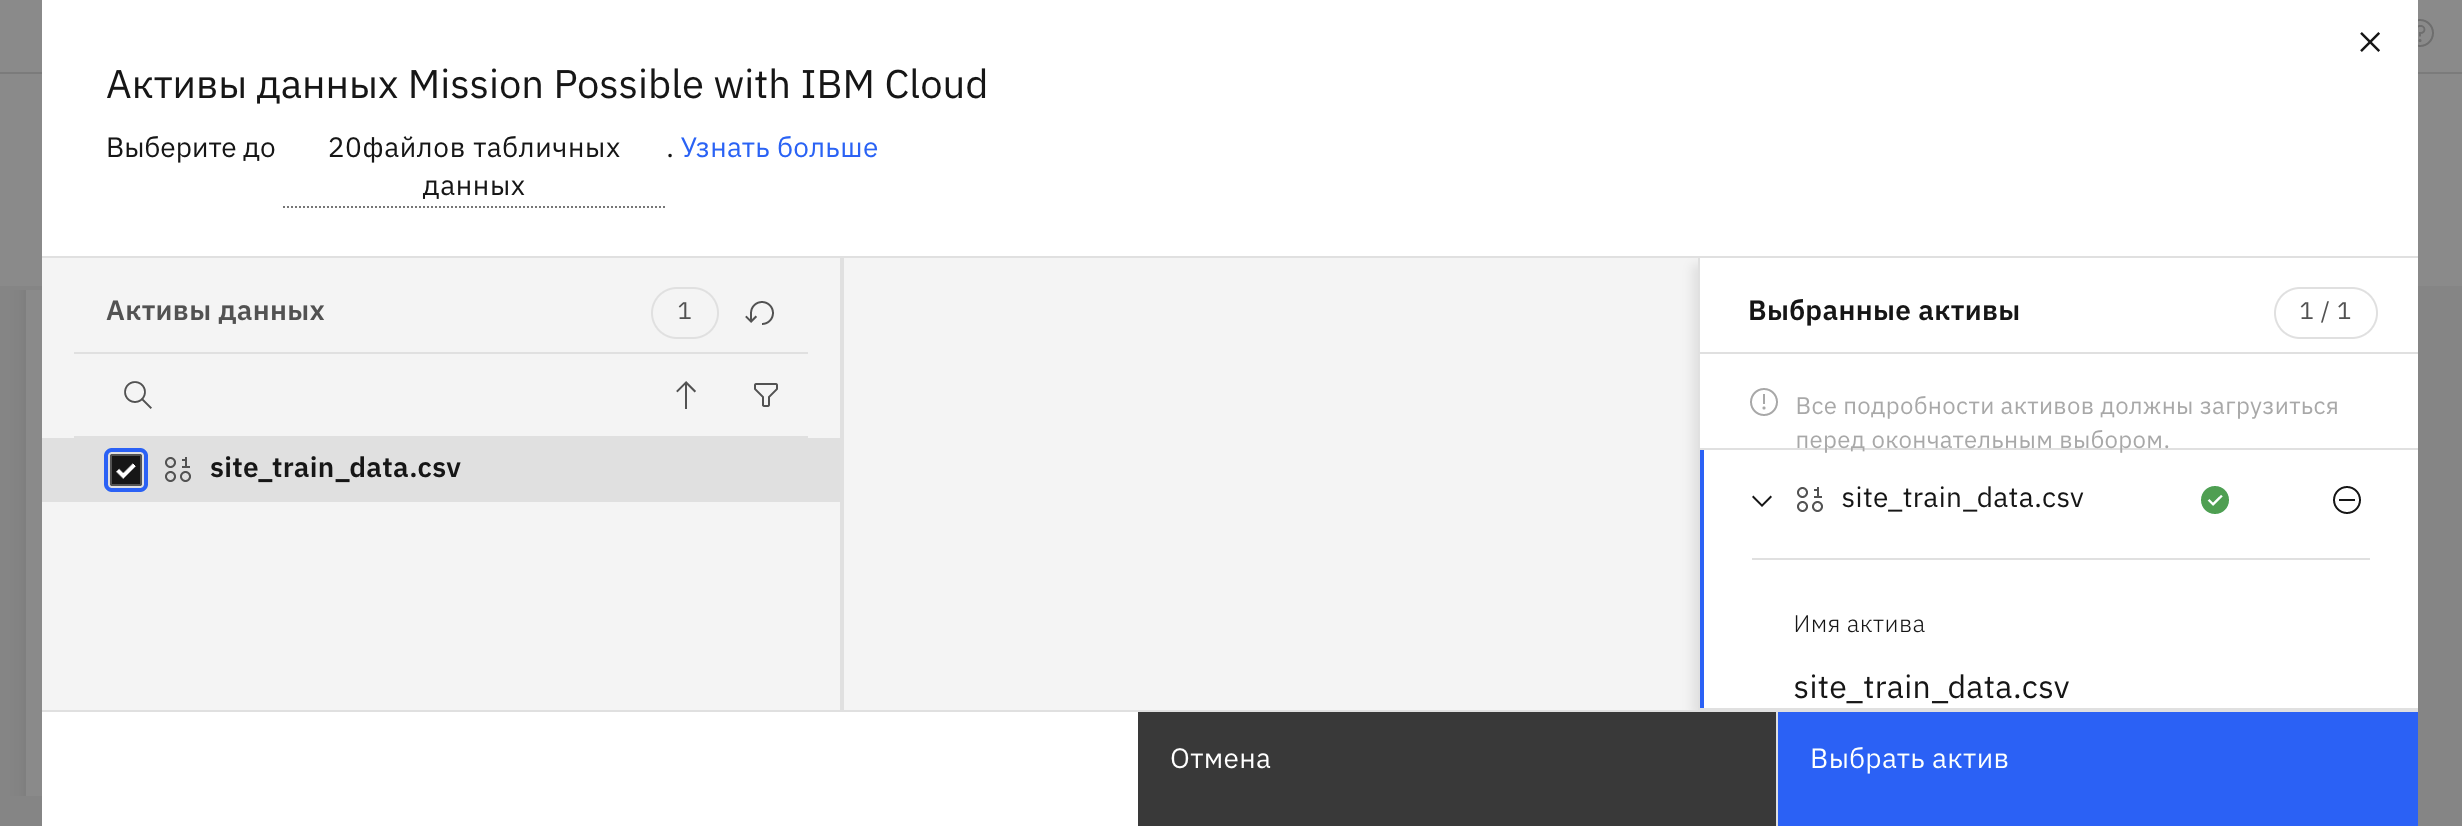 Активы данных Mission Possible with IBM Cloud
Выберите до 20файлов табличных . Узнать больше
данных
Активы данных 1
Выбранные активы 1 / 1
Все подробности активов должны загрузиться
перед окончательным выбором.
site_train_data.csv
site_train_data.csv
Имя актива
site_train_data.csv
Отмена
Выбрать актив